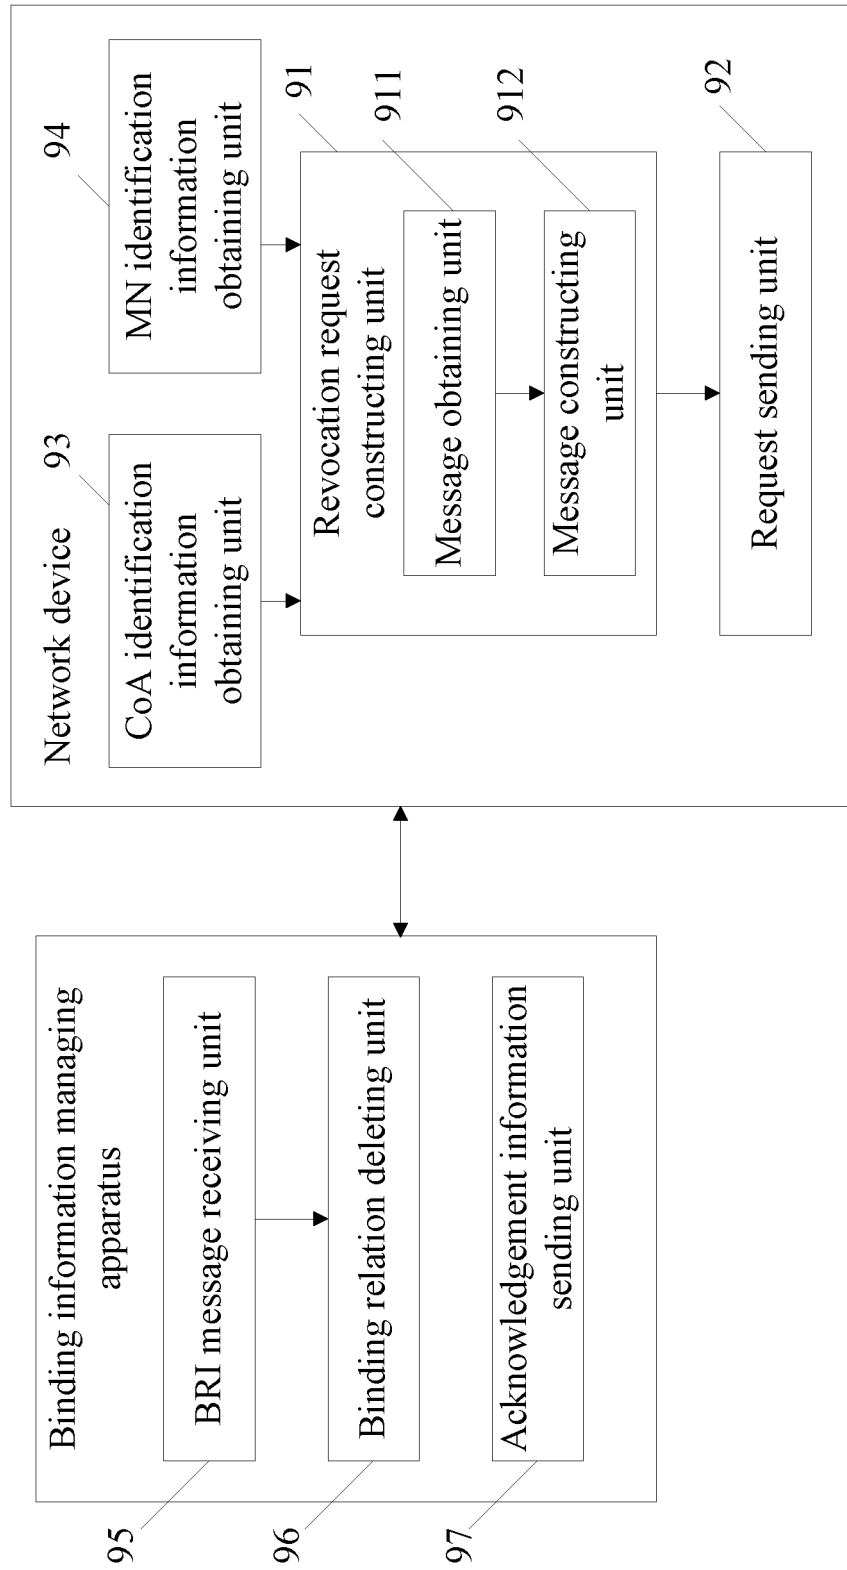 Binding information managing
apparatus
BRI message receiving unit
Binding relation deleting unit
Acknowledgement information
sending unit
95
96
97
Network device
93
94
CoA identification
information
obtaining unit
MN identification
information
obtaining unit
91
Revocation request
constructing unit
911
Message obtaining unit
912
Message constructing
unit
92
Request sending unit